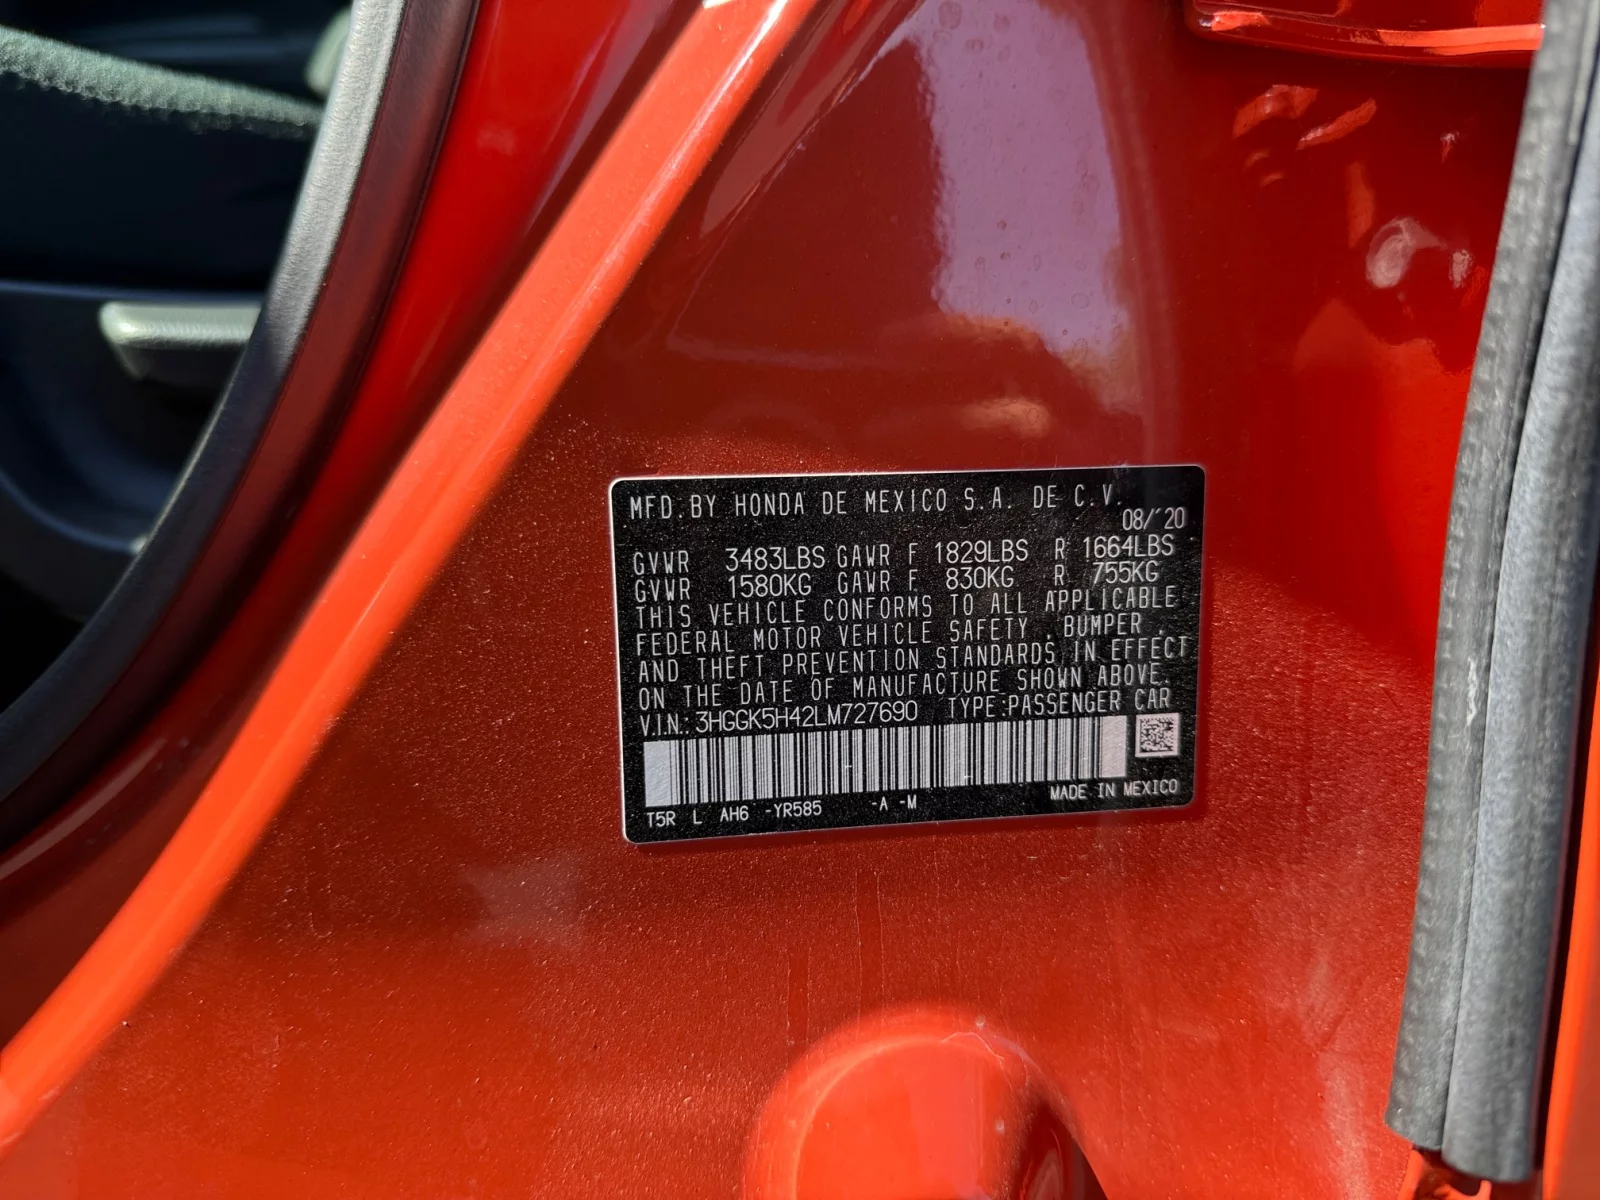 MFD. BY HONDA DE MEXICO S.A. DE C.V.
08/'20
GVWR 3483LBS GAWR F 1829LBS R 1664LBS
GVWR 1580KG GAWR F 830KG R 755KG
THIS VEHICLE CONFORMS TO ALL APPLICABLE
FEDERAL MOTOR VEHICLE SAFETY, BUMPER,
AND THEFT PREVENTION STANDARDS IN EFFECT
ON THE DATE OF MANUFACTURE SHOWN ABOVE.
V.I.N.: 3HGGK5H42LM727690 TYPE:PASSENGER CAR
T5R L AH6 -YR585 -A -M MADE IN MEXICO